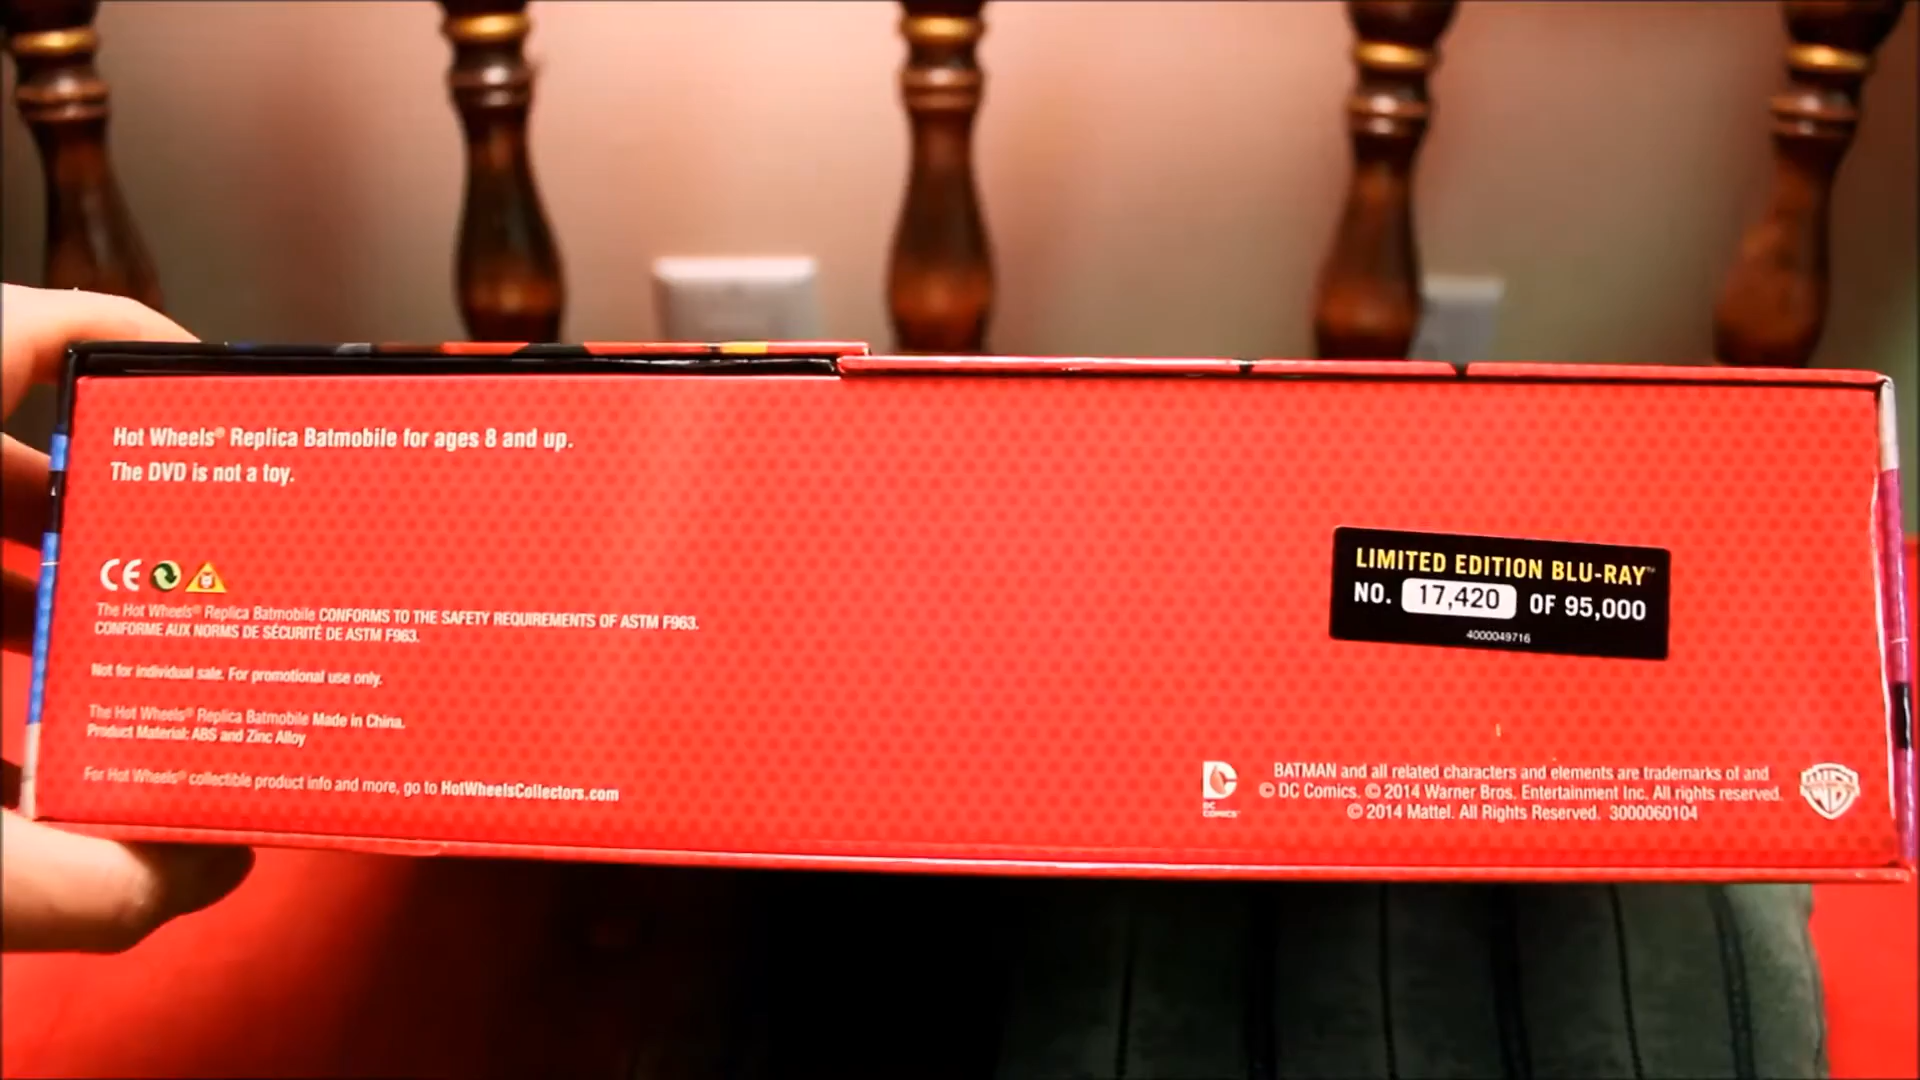 Hot Wheels® Replica Batmobile for ages 8 and up.
The DVD is not a toy.
CE
The Hot Wheels® Replica Batmobile CONFORMS TO THE SAFETY REQUIREMENTS OF ASTM F963.
CONFORME AUX NORMS DE SÉCURITÉ DE ASTM F963.
Not for individual sale. For promotional use only.
The Hot Wheels® Replica Batmobile Made in China.
Product Material: ABS and Zinc Alloy
For Hot Wheels® collectible product info and more, go to HotWheelsCollectors.com
LIMITED EDITION BLU-RAY™
NO. 17,420 OF 95,000
4000049716
DC COMICS™
BATMAN and all related characters and elements are trademarks of and
© DC Comics. © 2014 Warner Bros. Entertainment Inc. All rights reserved.
© 2014 Mattel. All Rights Reserved. 3000060104
WB